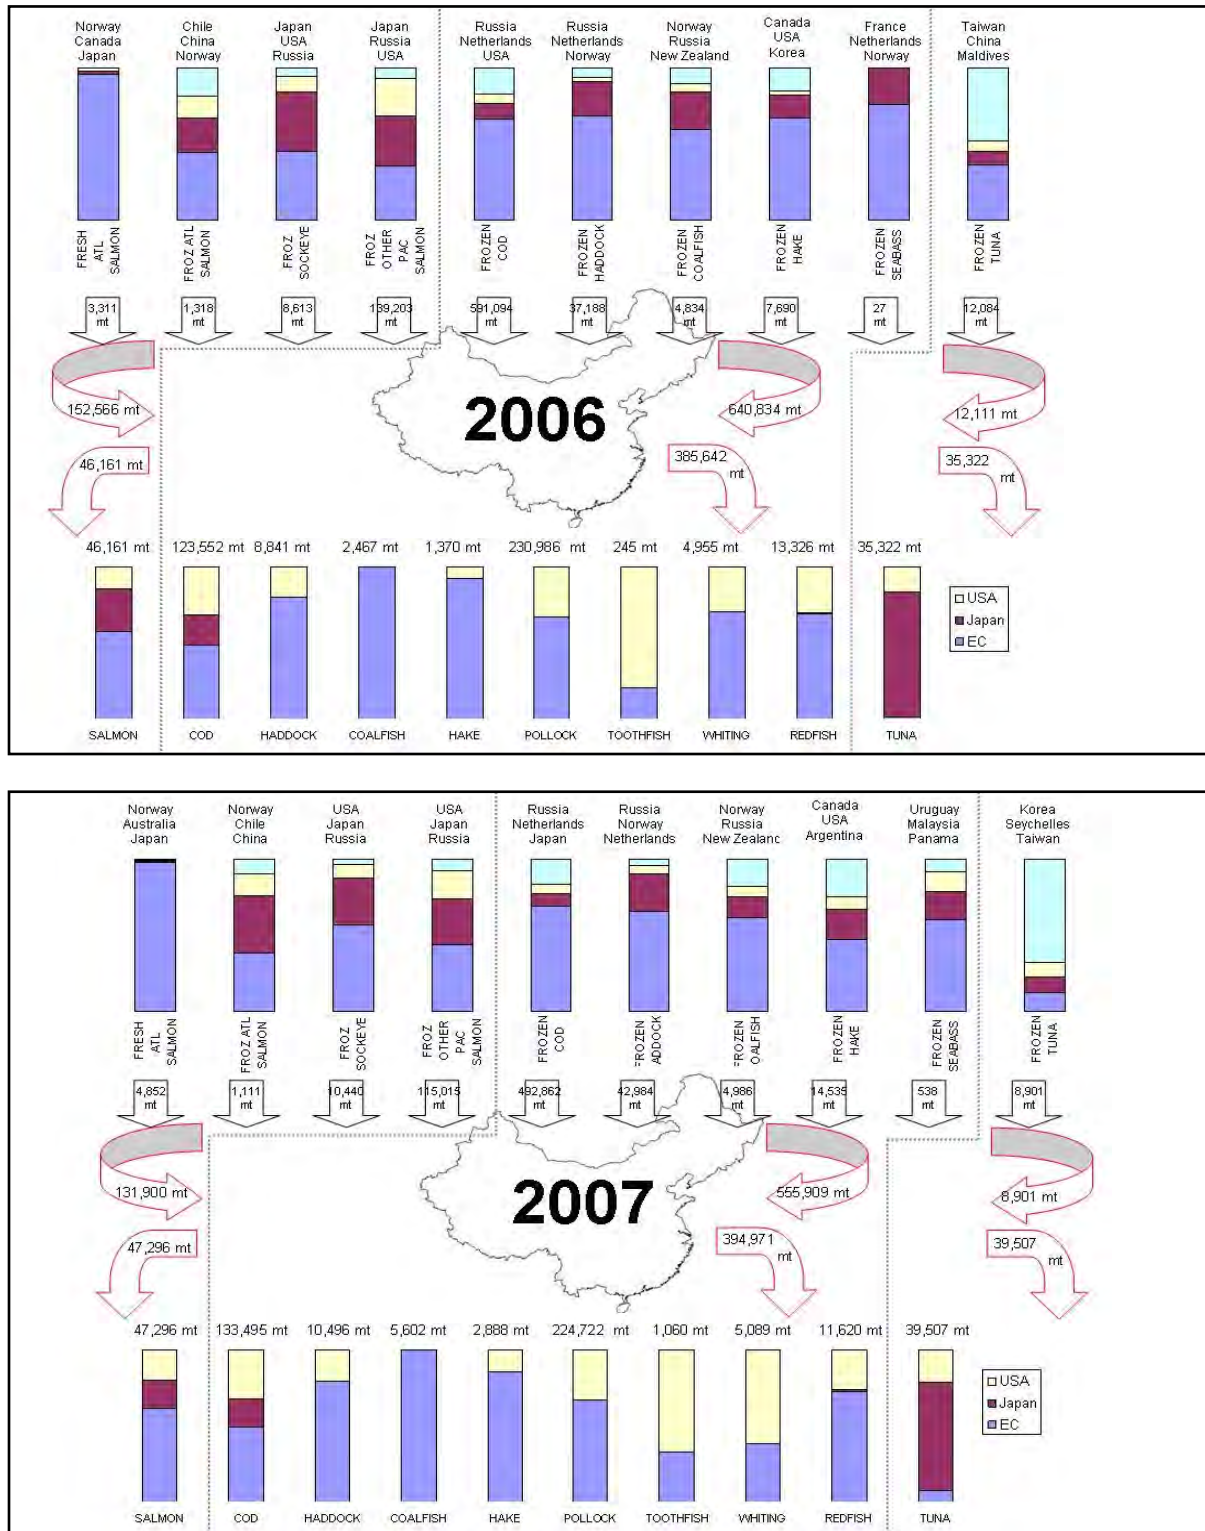 Norway
Canada
Japan
Chile
China
Norway
Japan
USA
Russia
Japan
Russia
USA
Russia
Netherlands
USA
Russia
Netherlands
Norway
Norway
Russia
New Zealand
Canada
USA
Korea
France
Netherlands
Norway
Taiwan
China
Maldives
FRESH
ATL
SALMON
FROZ ATL
SALMON
FROZ
SOCKEYE
FROZ
OTHER
PAC
SALMON
FROZEN
COD
FROZEN
HADDOCK
FROZEN
COALFISH
FROZEN
HAKE
FROZEN
SEABASS
FROZEN
TUNA
3,311
mt
1,318
mt
8,613
mt
139,203
mt
591,094
mt
37,188
mt
4,834
mt
7,690
mt
27
mt
12,084
mt
152,566 mt
2006
640,834 mt
12,111 mt
46,161 mt
385,642
mt
35,322
mt
46,161 mt
123,552 mt
8,841 mt
2,467 mt
1,370 mt
230,986 mt
245 mt
4,955 mt
13,326 mt
35,322 mt
USA
Japan
EC
SALMON
COD
HADDOCK
COALFISH
HAKE
POLLOCK
TOOTHFISH
WHITING
REDFISH
TUNA
Norway
Australia
Japan
Norway
Chile
China
USA
Japan
Russia
USA
Japan
Russia
Russia
Netherlands
Japan
Russia
Norway
Netherlands
Norway
Russia
New Zealand
Canada
USA
Argentina
Uruguay
Malaysia
Panama
Korea
Seychelles
Taiwan
FRESH
ATL
SALMON
FROZ ATL
SALMON
FROZ
SOCKEYE
FROZ
OTHER
PAC
SALMON
FROZEN
COD
FROZEN
ADDOCK
FROZEN
OALFISH
FROZEN
HAKE
FROZEN
SEABASS
FROZEN
TUNA
4,852
mt
1,111
mt
10,440
mt
115,015
mt
492,862
mt
42,984
mt
4,986
mt
14,535
mt
538
mt
8,901
mt
131,900 mt
2007
555,909 mt
8,901 mt
47,296 mt
394,971
mt
39,507
mt
47,296 mt
133,495 mt
10,496 mt
5,602 mt
2,888 mt
224,722 mt
1,060 mt
5,089 mt
11,620 mt
39,507 mt
USA
Japan
EC
SALMON
COD
HADDOCK
COALFISH
HAKE
POLLOCK
TOOTHFISH
WHITING
REDFISH
TUNA